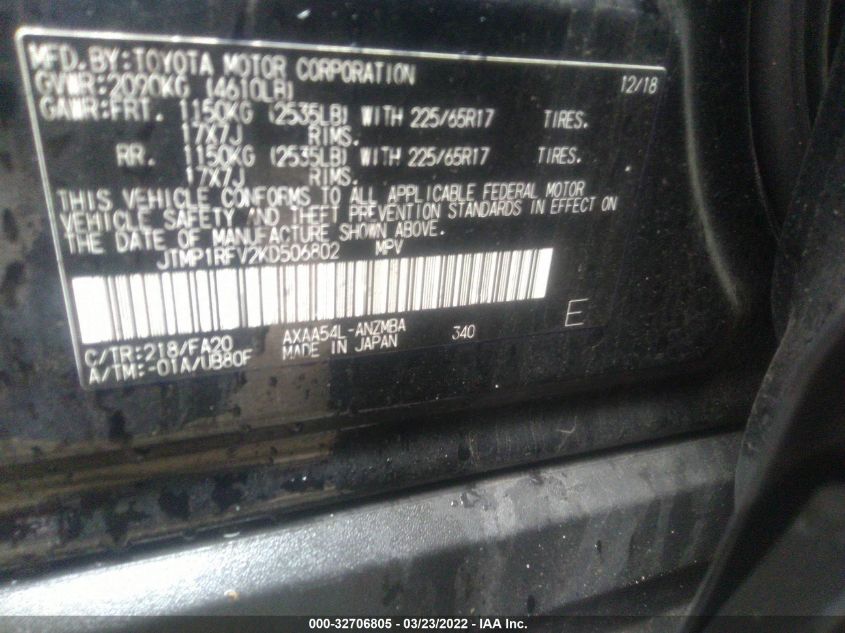 MFD. BY: TOYOTA MOTOR CORPORATION 12/18
GVWR: 2090KG (4610LB)
GAWR: FRT. 1150KG (2535LB) WITH 225/65R17 TIRES.
17X7J RIMS.
RR. 1150KG (2535LB) WITH 225/65R17 TIRES.
17X7J RIMS.
THIS VEHICLE CONFORMS TO ALL APPLICABLE FEDERAL MOTOR
VEHICLE SAFETY AND THEFT PREVENTION STANDARDS IN EFFECT ON
THE DATE OF MANUFACTURE SHOWN ABOVE.
JTMP1RFV2KD506802 MPV
C/TR: 218/FA20 AXAA54L-ANZMBA 340 E
A/TM: -01A/UB80F MADE IN JAPAN
000-32706805 — 03/23/2022 — IAA Inc.